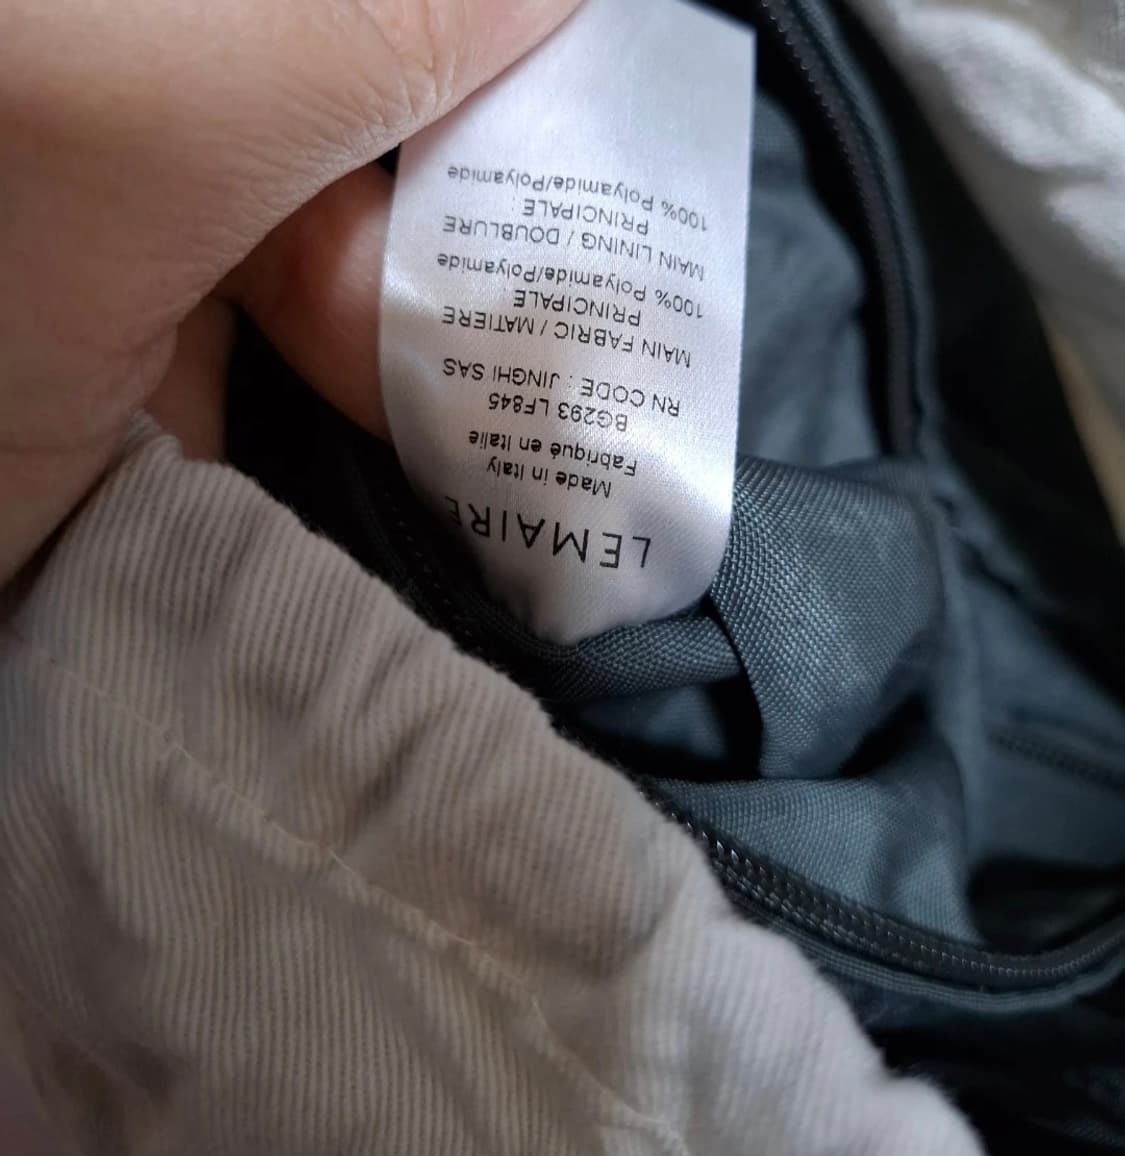 LEMAIRE
Made in Italy
Fabriqué en Italie
BG293 LF845
RN CODE : JINGHI SAS
MAIN FABRIC / MATIERE
PRINCIPALE
100% Polyamide/Polyamide
MAIN LINING / DOUBLURE
PRINCIPALE :
100% Polyamide/Polyamide